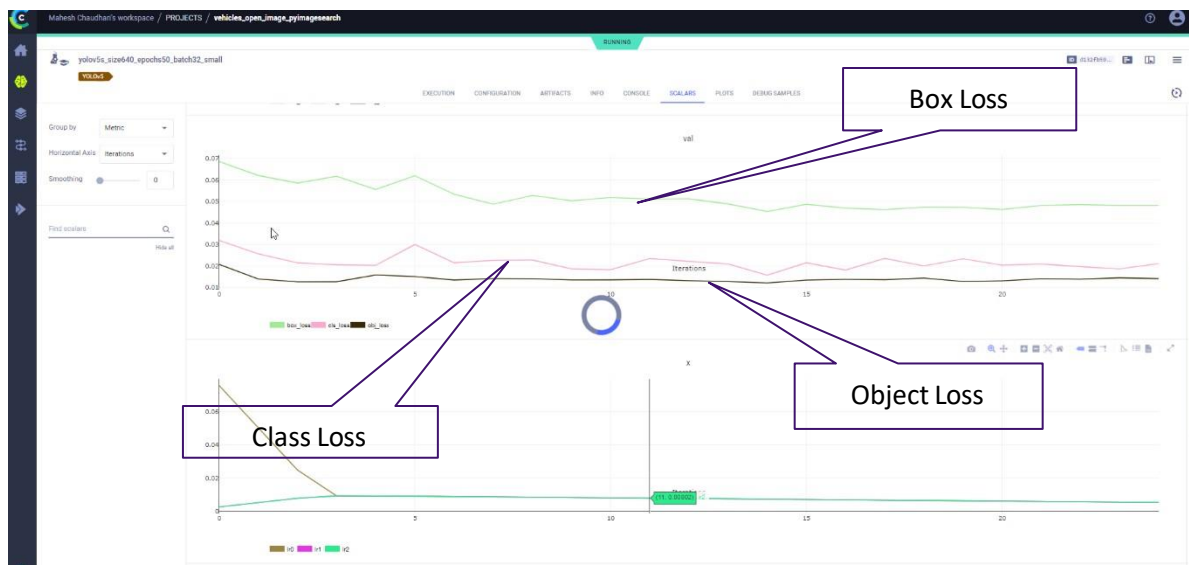 Mahesh Chaudhari's workspace / PROJECTS / vehicles_open_image_pyimagesearch
RUNNING
yolov5s_size640_epochs50_batch32_small
YOLOv5
EXECUTION CONFIGURATION ARTIFACTS INFO CONSOLE SCALARS PLOTS DEBUG SAMPLES
Box Loss
Group by Metric
Horizontal Axis Iterations
Smoothing 0
Find scalars
Hide all
val
0.07
0.06
0.05
0.04
0.03
0.02
0.01
Iterations
0 5 10 15 20
box_loss cls_loss obj_loss
Object Loss
Class Loss
x
0.06
0.04
0.02
0
0 5 10 15 20
lr0 lr1 lr2